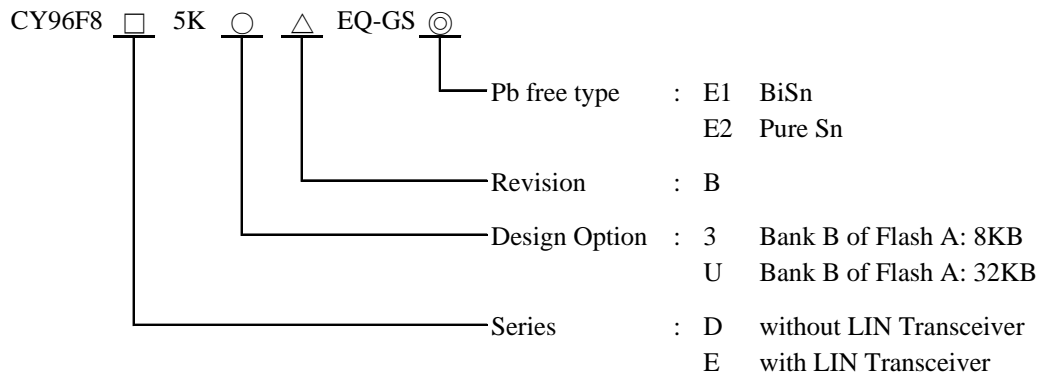 CY96F8 □ 5K ○ △ EQ-GS ◎
Pb free type : E1 BiSn
E2 Pure Sn
Revision : B
Design Option : 3 Bank B of Flash A: 8KB
U Bank B of Flash A: 32KB
Series : D without LIN Transceiver
E with LIN Transceiver